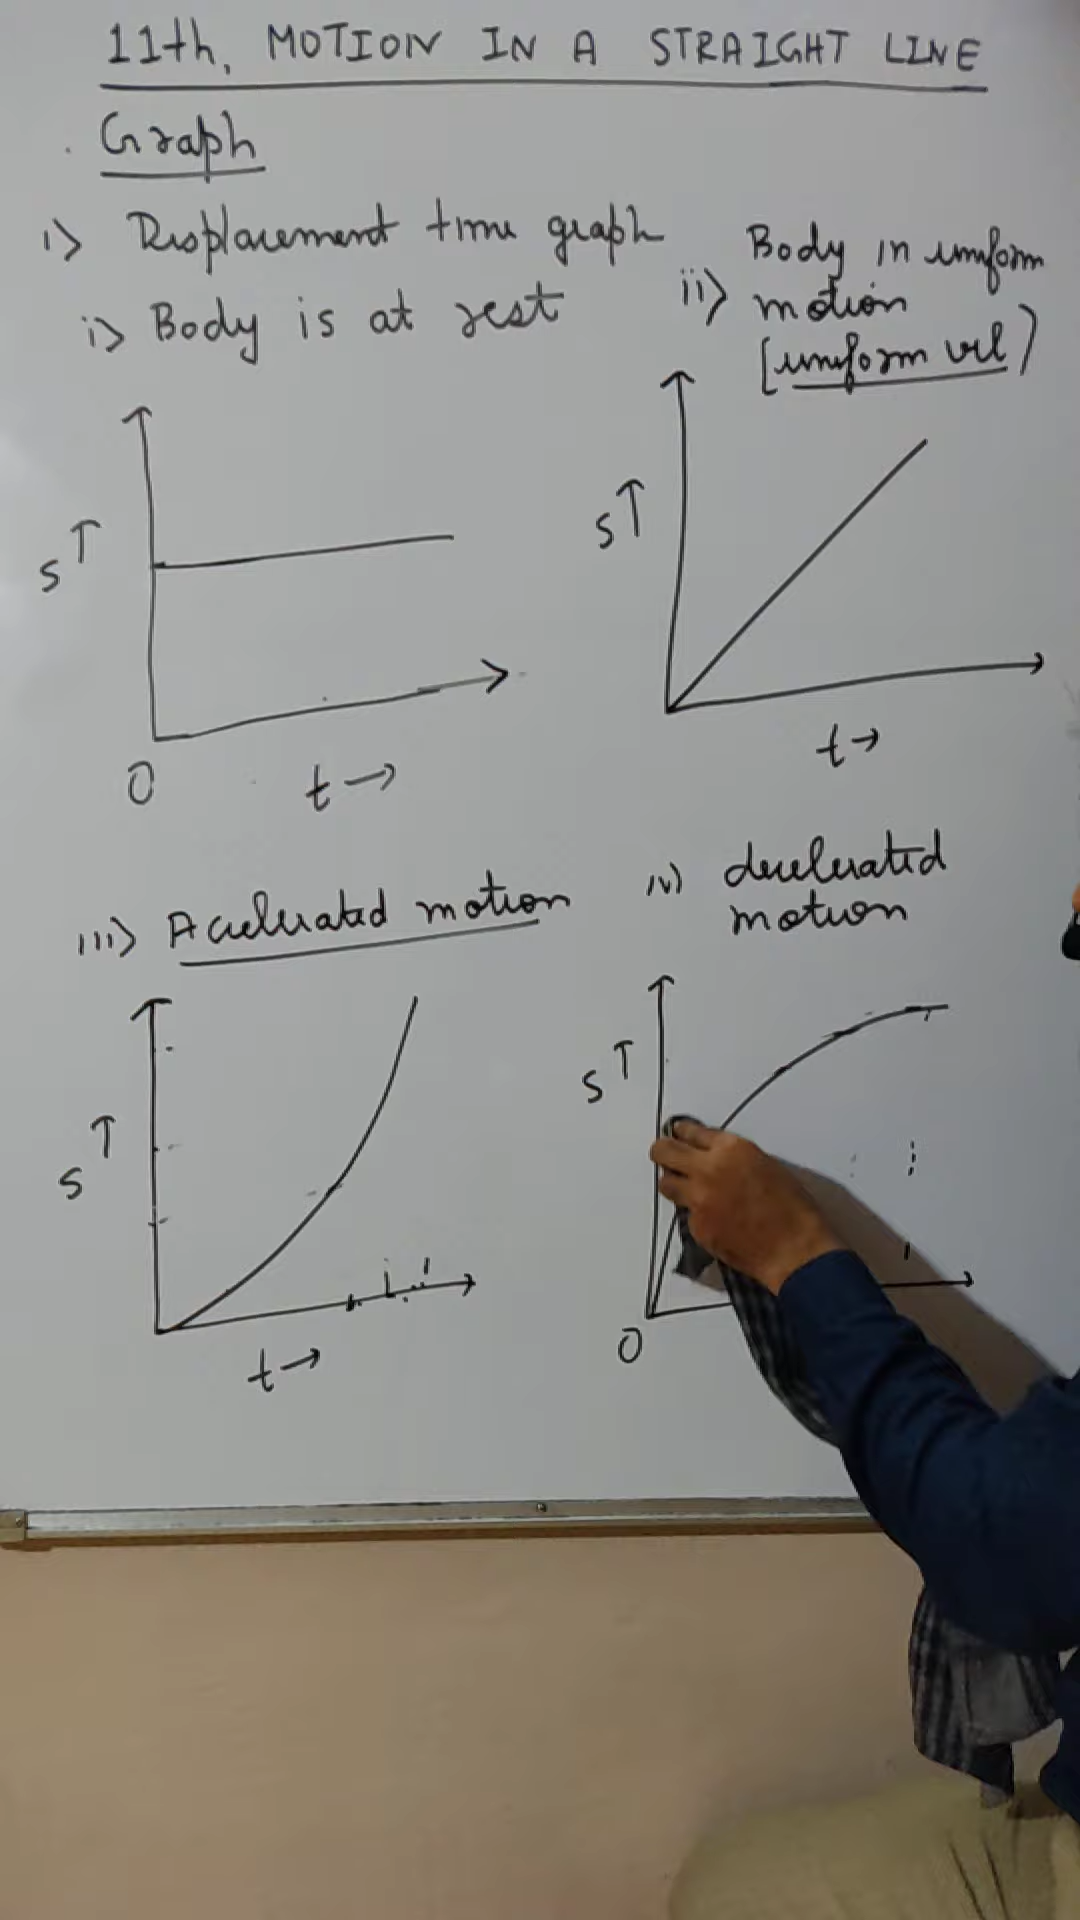 11th, MOTION IN A STRAIGHT LINE
Graph
i> Displacement time graph
i> Body is at rest
ii> Body in uniform
motion
[uniform vel)
S↑
O
t→
S↑
t→
iii> Accelerated motion
iv) decelerated
motion
S↑
t→
S↑
O